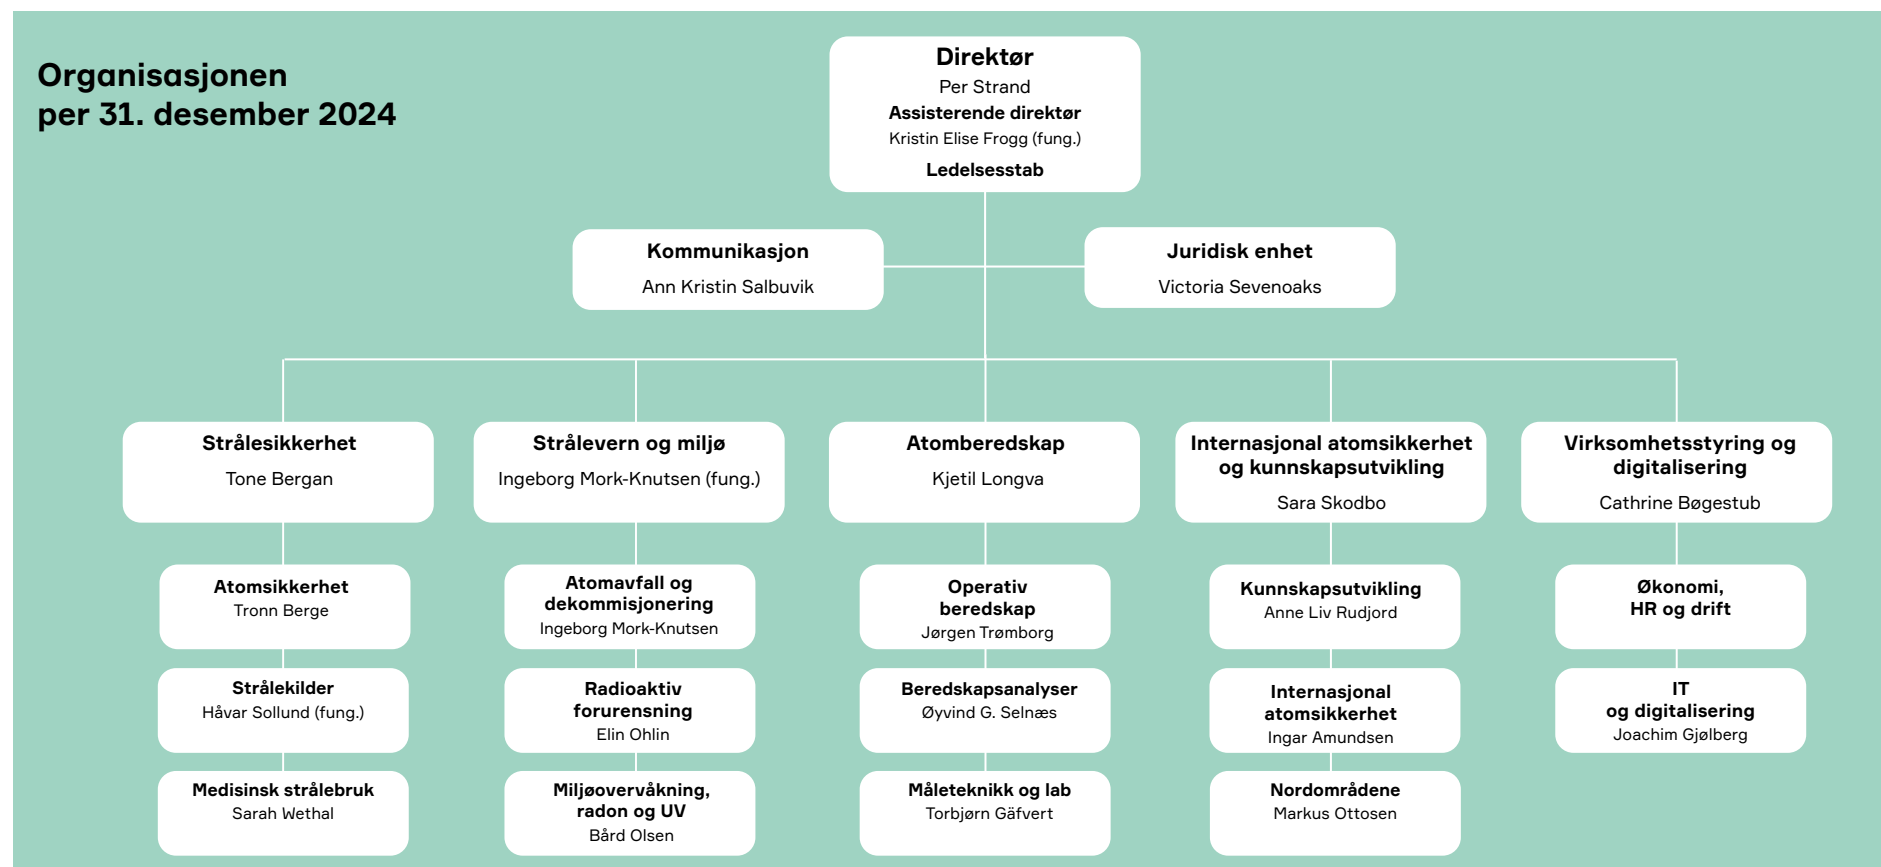 Organisasjonen
per 31. desember 2024
Direktør
Per Strand
Assisterende direktør
Kristin Elise Frogg (fung.)
Ledelsesstab
Kommunikasjon
Ann Kristin Salbuvik
Juridisk enhet
Victoria Sevenoaks
Strålesikkerhet
Tone Bergan
Strålevern og miljø
Ingeborg Mork-Knutsen (fung.)
Atomberedskap
Kjetil Longva
Internasjonal atomsikkerhet
og kunnskapsutvikling
Sara Skodbo
Virksomhetsstyring og
digitalisering
Cathrine Bøgestub
Atomsikkerhet
Tronn Berge
Atomavfall og
dekommisjonering
Ingeborg Mork-Knutsen
Operativ
beredskap
Jørgen Trømborg
Kunnskapsutvikling
Anne Liv Rudjord
Økonomi,
HR og drift
Strålekilder
Håvar Sollund (fung.)
Radioaktiv
forurensning
Elin Ohlin
Beredskapsanalyser
Øyvind G. Selnæs
Internasjonal
atomsikkerhet
Ingar Amundsen
IT
og digitalisering
Joachim Gjølberg
Medisinsk strålebruk
Sarah Wethal
Miljøovervåkning,
radon og UV
Bård Olsen
Måleteknikk og lab
Torbjørn Gäfvert
Nordområdene
Markus Ottosen